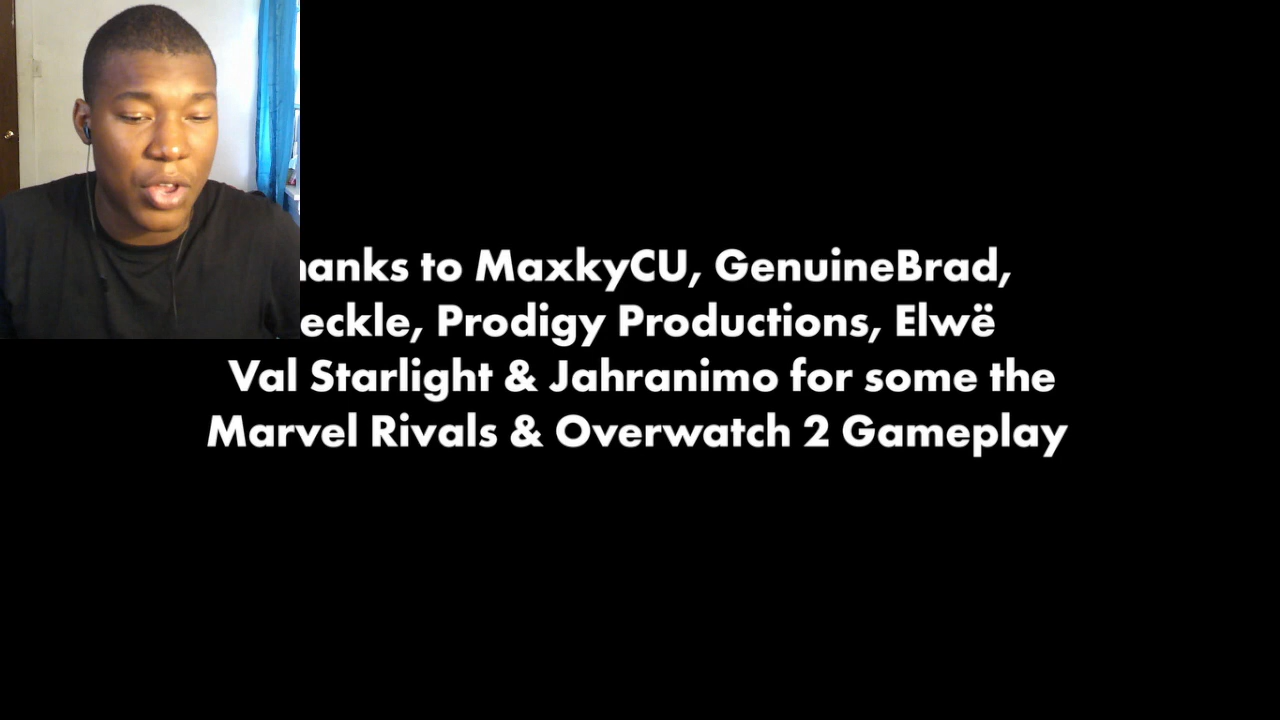 hanks to MaxkyCU, GenuineBrad,
eckle, Prodigy Productions, Elwë
Val Starlight & Jahranimo for some the
Marvel Rivals & Overwatch 2 Gameplay